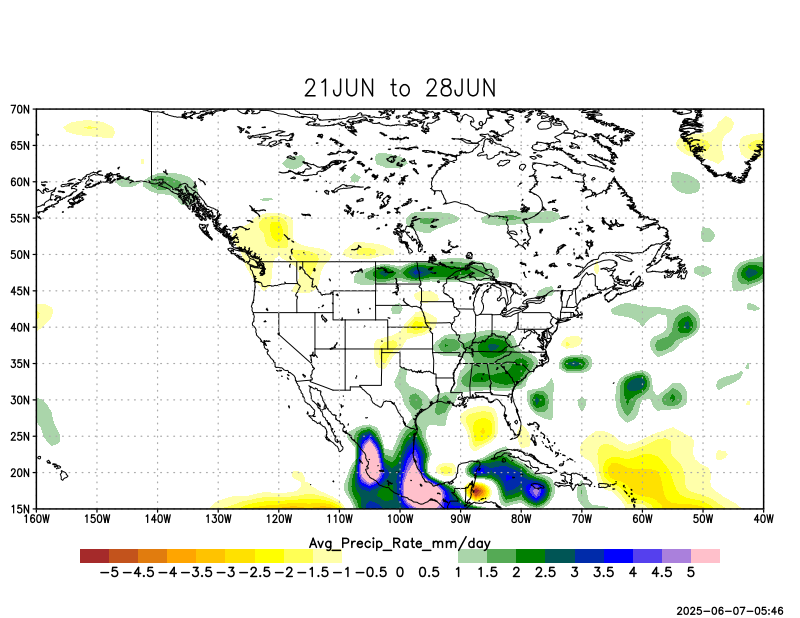 21JUN to 28JUN
70N
65N
60N
55N
50N
45N
40N
35N
30N
25N
20N
15N
160W 150W 140W 130W 120W 110W 100W 90W 80W 70W 60W 50W 40W
Avg_Precip_Rate_mm/day
-5 -4.5 -4 -3.5 -3 -2.5 -2 -1.5 -1 -0.5 0 0.5 1 1.5 2 2.5 3 3.5 4 4.5 5
2025-06-07-05:46